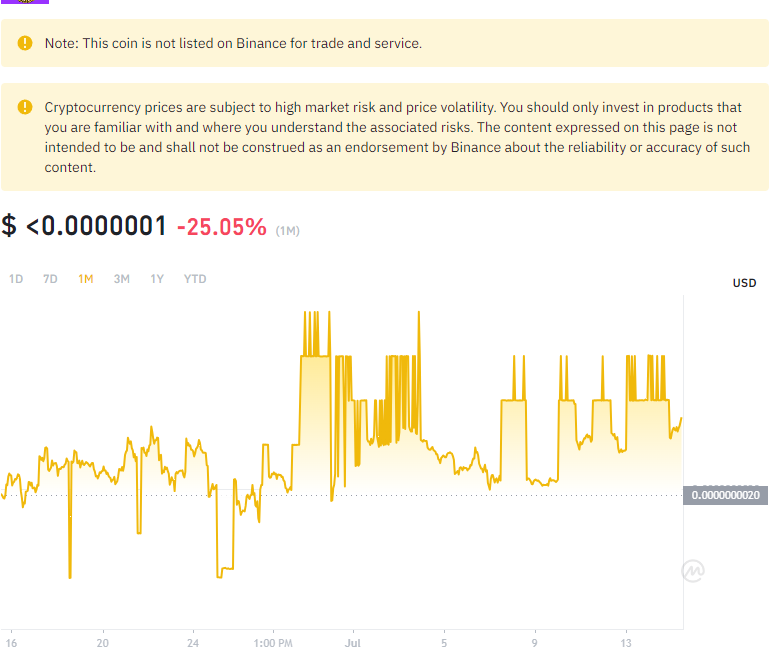 Note: This coin is not listed on Binance for trade and service.
Cryptocurrency prices are subject to high market risk and price volatility. You should only invest in products that
you are familiar with and where you understand the associated risks. The content expressed on this page is not
intended to be and shall not be construed as an endorsement by Binance about the reliability or accuracy of such
content.
$ <0.0000001 -25.05% (1M)
1D 7D 1M 3M 1Y YTD
USD
0.0000000020
16 20 24 1:00 PM Jul 5 9 13